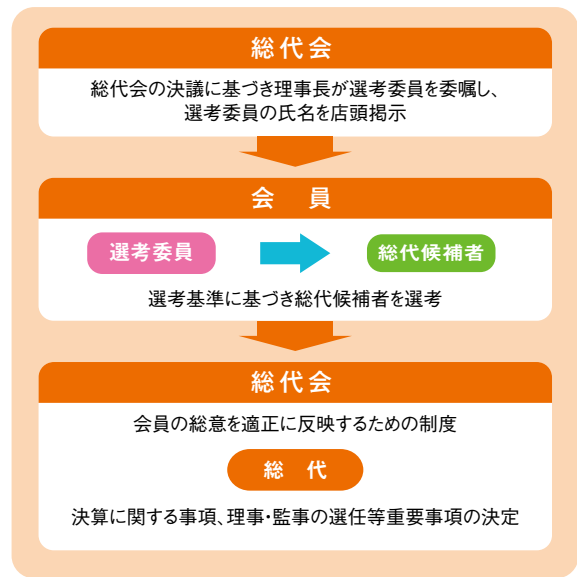 総代会
総代会の決議に基づき理事長が選考委員を委嘱し、
選考委員の氏名を店頭掲示
会　員
選考委員
総代候補者
選考基準に基づき総代候補者を選考
総代会
会員の総意を適正に反映するための制度
総　代
決算に関する事項、理事・監事の選任等重要事項の決定